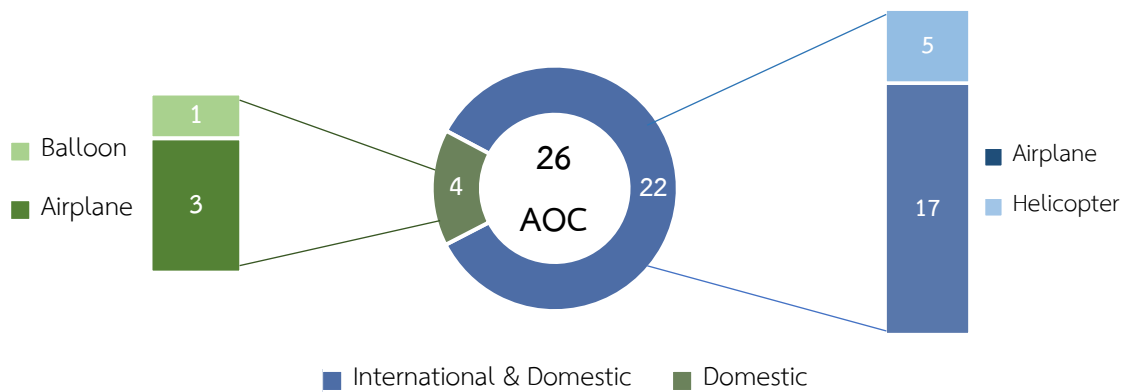 5
1
Balloon
26
Airplane
4
22
Airplane
3
17
Helicopter
AOC
International & Domestic
Domestic